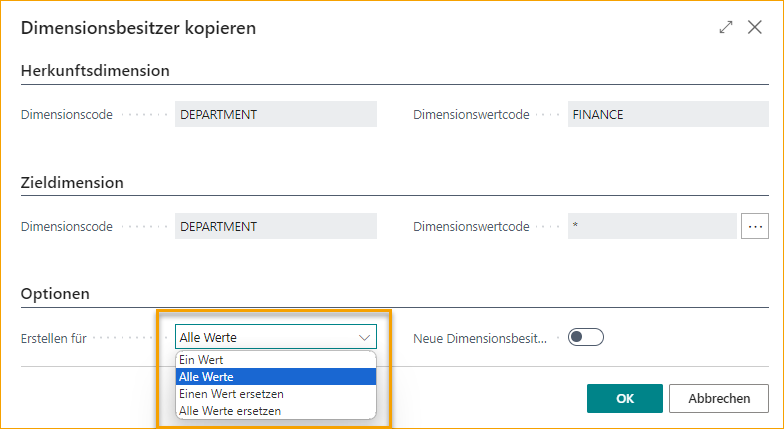 Dimensionsbesitzer kopieren
Herkunftsdimension
Dimensionscode DEPARTMENT Dimensionswertcode FINANCE
Zieldimension
Dimensionscode DEPARTMENT Dimensionswertcode * ...
Optionen
Erstellen für Alle Werte Neue Dimensionsbesit...
Ein Wert
Alle Werte
Einen Wert ersetzen
Alle Werte ersetzen
OK Abbrechen